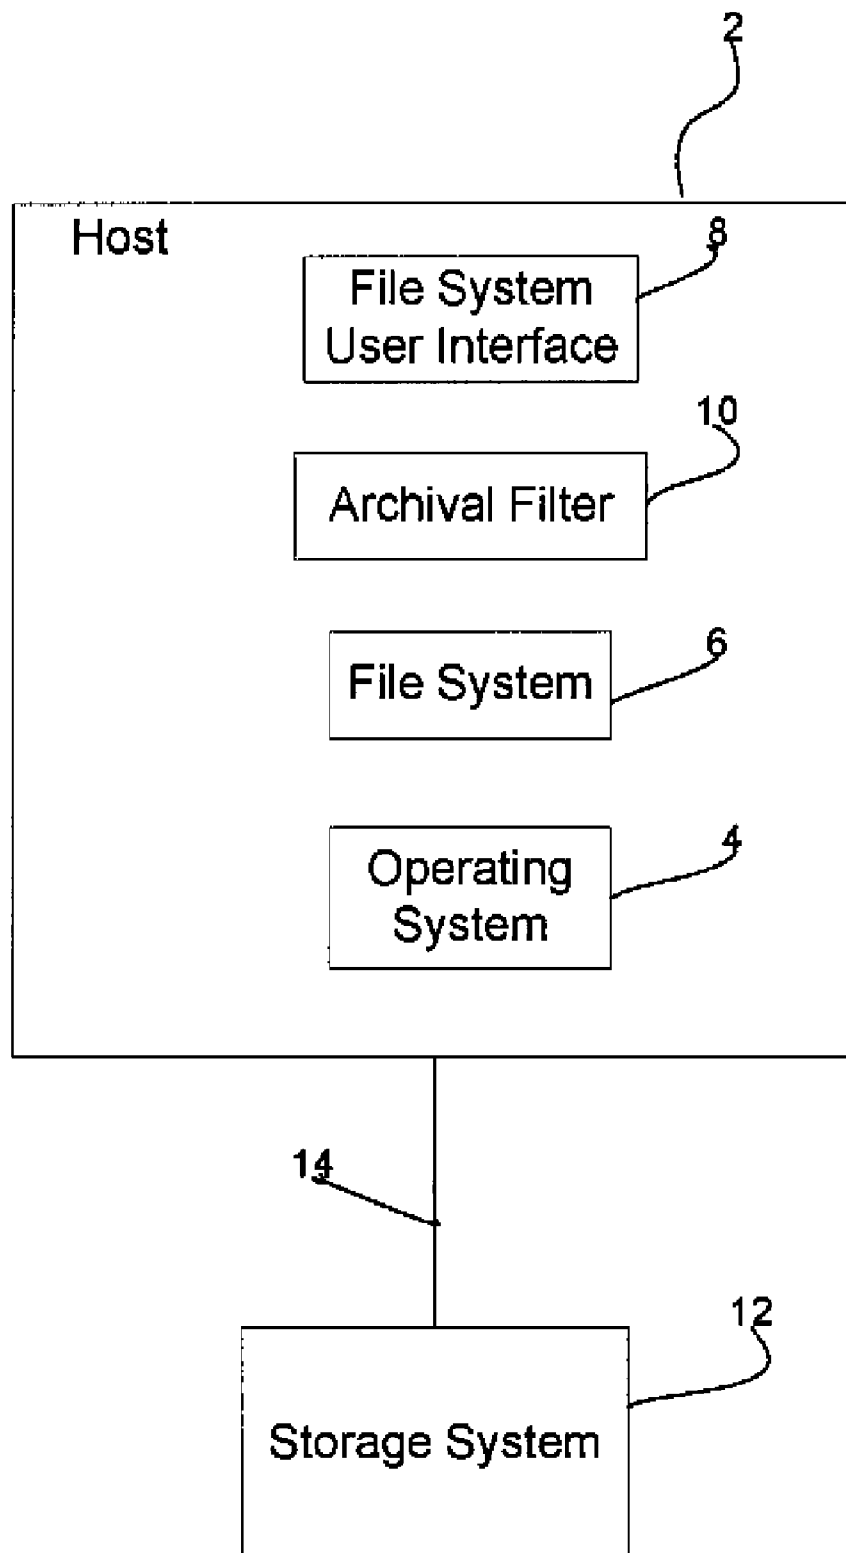 2
Host
8
File System
User Interface
10
Archival Filter
6
File System
4
Operating
System
14
12
Storage System